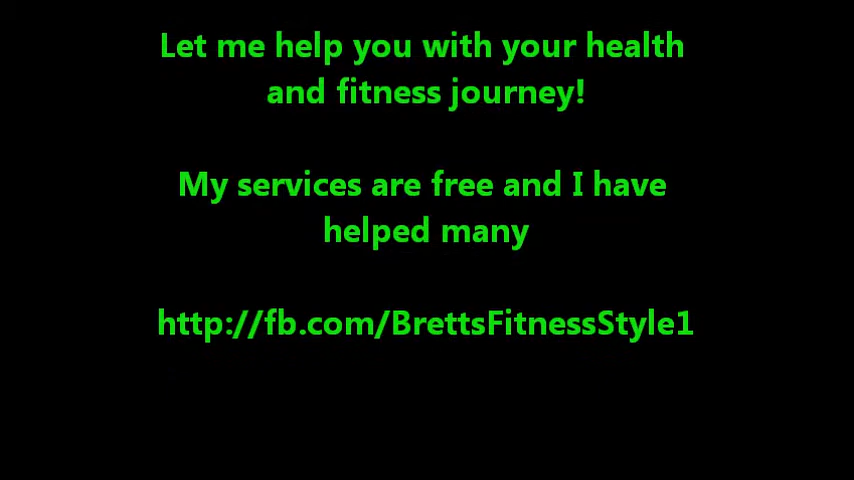 Let me help you with your health
and fitness journey!
My services are free and I have
helped many
http://fb.com/BrettsFitnessStyle1